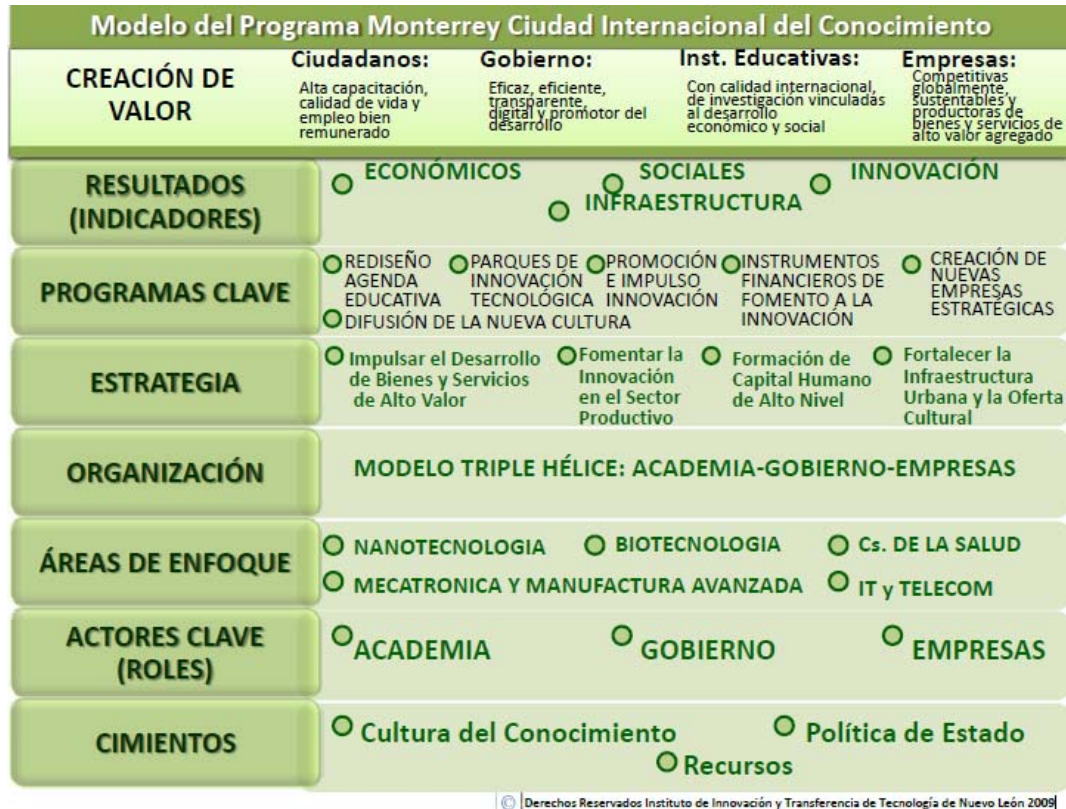 Modelo del Programa Monterrey Ciudad Internacional del Conocimiento
CREACIÓN DE
VALOR
Ciudadanos:
Alta capacitación,
calidad de vida y
empleo bien
remunerado
Gobierno:
Eficaz, eficiente,
transparente,
digital y promotor del
desarrollo
Inst. Educativas:
Con calidad internacional,
de investigación vinculadas
al desarrollo
económico y social
Empresas:
Competitivas
globalmente,
sustentables y
productoras de
bienes y servicios de
alto valor agregado
RESULTADOS
(INDICADORES)
ECONÓMICOS
SOCIALES
INNOVACIÓN
INFRAESTRUCTURA
PROGRAMAS CLAVE
REDISEÑO
AGENDA
EDUCATIVA
PARQUES DE
INNOVACIÓN
TECNOLÓGICA
PROMOCIÓN
E IMPULSO
INNOVACIÓN
INSTRUMENTOS
FINANCIEROS DE
FOMENTO A LA
INNOVACIÓN
CREACIÓN DE
NUEVAS
EMPRESAS
ESTRATÉGICAS
DIFUSIÓN DE LA NUEVA CULTURA
ESTRATEGIA
Impulsar el Desarrollo
de Bienes y Servicios
de Alto Valor
Fomentar la
Innovación
en el Sector
Productivo
Formación de
Capital Humano
de Alto Nivel
Fortalecer la
Infraestructura
Urbana y la Oferta
Cultural
ORGANIZACIÓN
MODELO TRIPLE HÉLICE: ACADEMIA-GOBIERNO-EMPRESAS
ÁREAS DE ENFOQUE
NANOTECNOLOGIA
BIOTECNOLOGIA
Cs. DE LA SALUD
MECATRONICA Y MANUFACTURA AVANZADA
IT y TELECOM
ACTORES CLAVE
(ROLES)
ACADEMIA
GOBIERNO
EMPRESAS
CIMIENTOS
Cultura del Conocimiento
Política de Estado
Recursos
© Derechos Reservados Instituto de Innovación y Transferencia de Tecnología de Nuevo León 2009